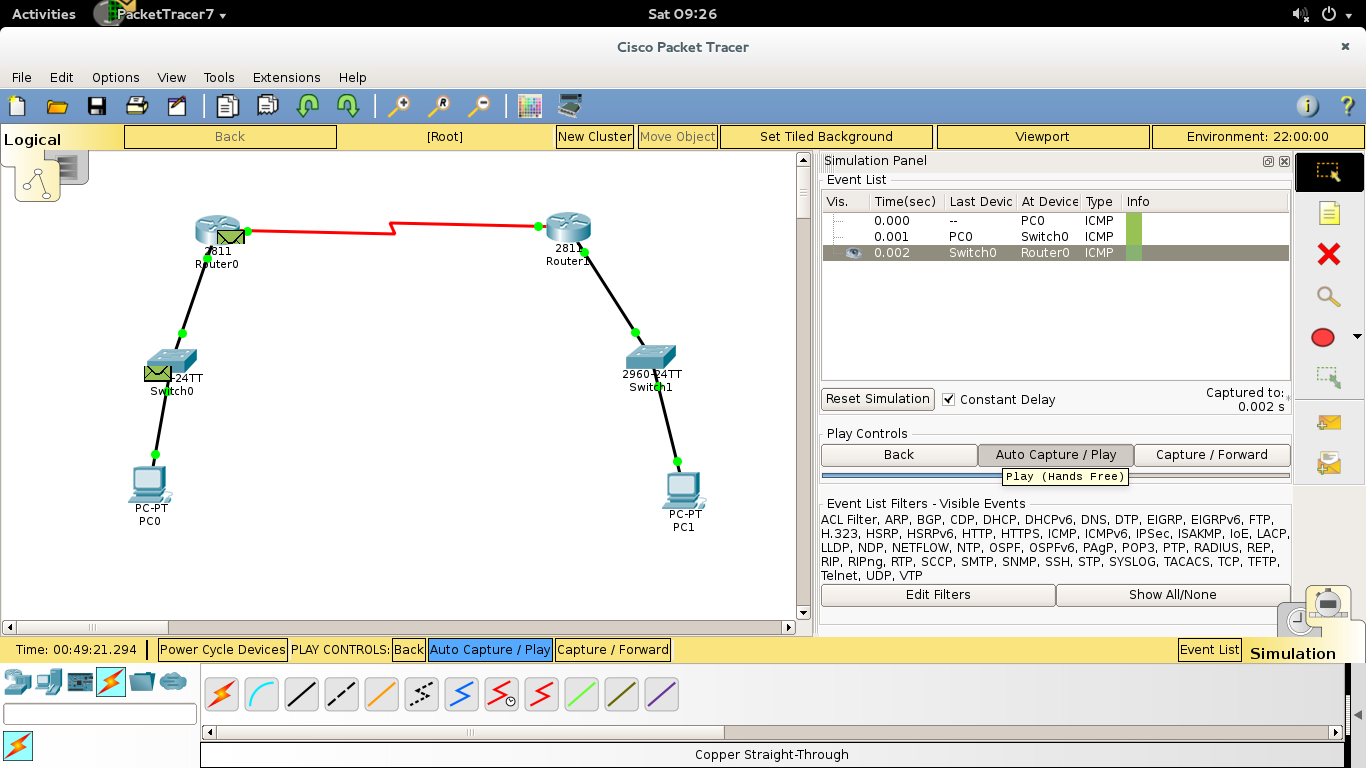 Activities PacketTracer7 Sat 09:26
Cisco Packet Tracer
File Edit Options View Tools Extensions Help
Logical Back [Root] New Cluster Move Object Set Tiled Background Viewport Environment: 22:00:00
2811
Router0
2811
Router1
-24TT
Switch0
2960-24TT
Switch1
PC-PT
PC0
PC-PT
PC1
Simulation Panel
Event List
Vis. Time(sec) Last Devic At Device Type Info
0.000 -- PC0 ICMP
0.001 PC0 Switch0 ICMP
0.002 Switch0 Router0 ICMP
Reset Simulation Constant Delay Captured to:
0.002 s
Play Controls
Back Auto Capture / Play Capture / Forward
Play (Hands Free)
Event List Filters - Visible Events
ACL Filter, ARP, BGP, CDP, DHCP, DHCPv6, DNS, DTP, EIGRP, EIGRPv6, FTP,
H.323, HSRP, HSRPv6, HTTP, HTTPS, ICMP, ICMPv6, IPSec, ISAKMP, IoE, LACP,
LLDP, NDP, NETFLOW, NTP, OSPF, OSPFv6, PAgP, POP3, PTP, RADIUS, REP,
RIP, RIPng, RTP, SCCP, SMTP, SNMP, SSH, STP, SYSLOG, TACACS, TCP, TFTP,
Telnet, UDP, VTP
Edit Filters Show All/None
Time: 00:49:21.294 Power Cycle Devices PLAY CONTROLS: Back Auto Capture / Play Capture / Forward Event List Simulation
Copper Straight-Through